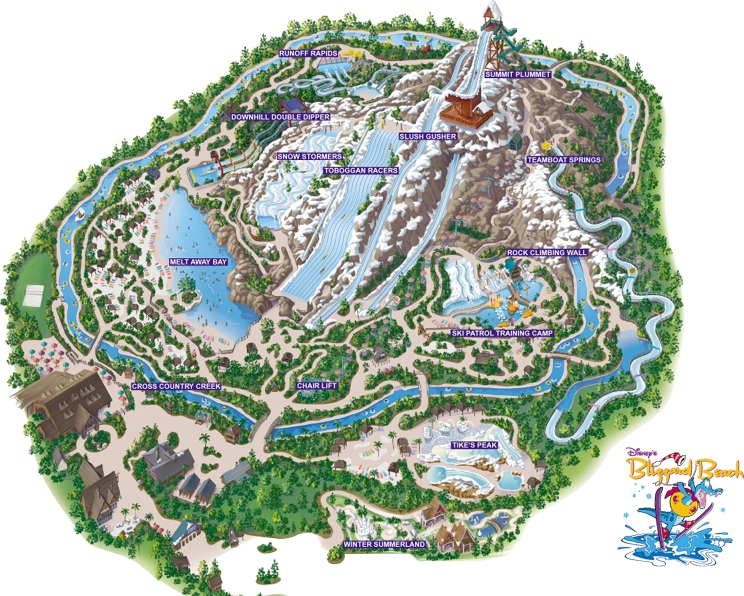 RUNOFF RAPIDS
SUMMIT PLUMMET
DOWNHILL DOUBLE DIPPER
SLUSH GUSHER
SNOW STORMERS
TEAMBOAT SPRINGS
TOBOGGAN RACERS
ROCK CLIMBING WALL
MELT AWAY BAY
SKI PATROL TRAINING CAMP
CROSS COUNTRY CREEK
CHAIR LIFT
TIKE'S PEAK
DISNEY'S
Blizzard Beach
WINTER SUMMERLAND